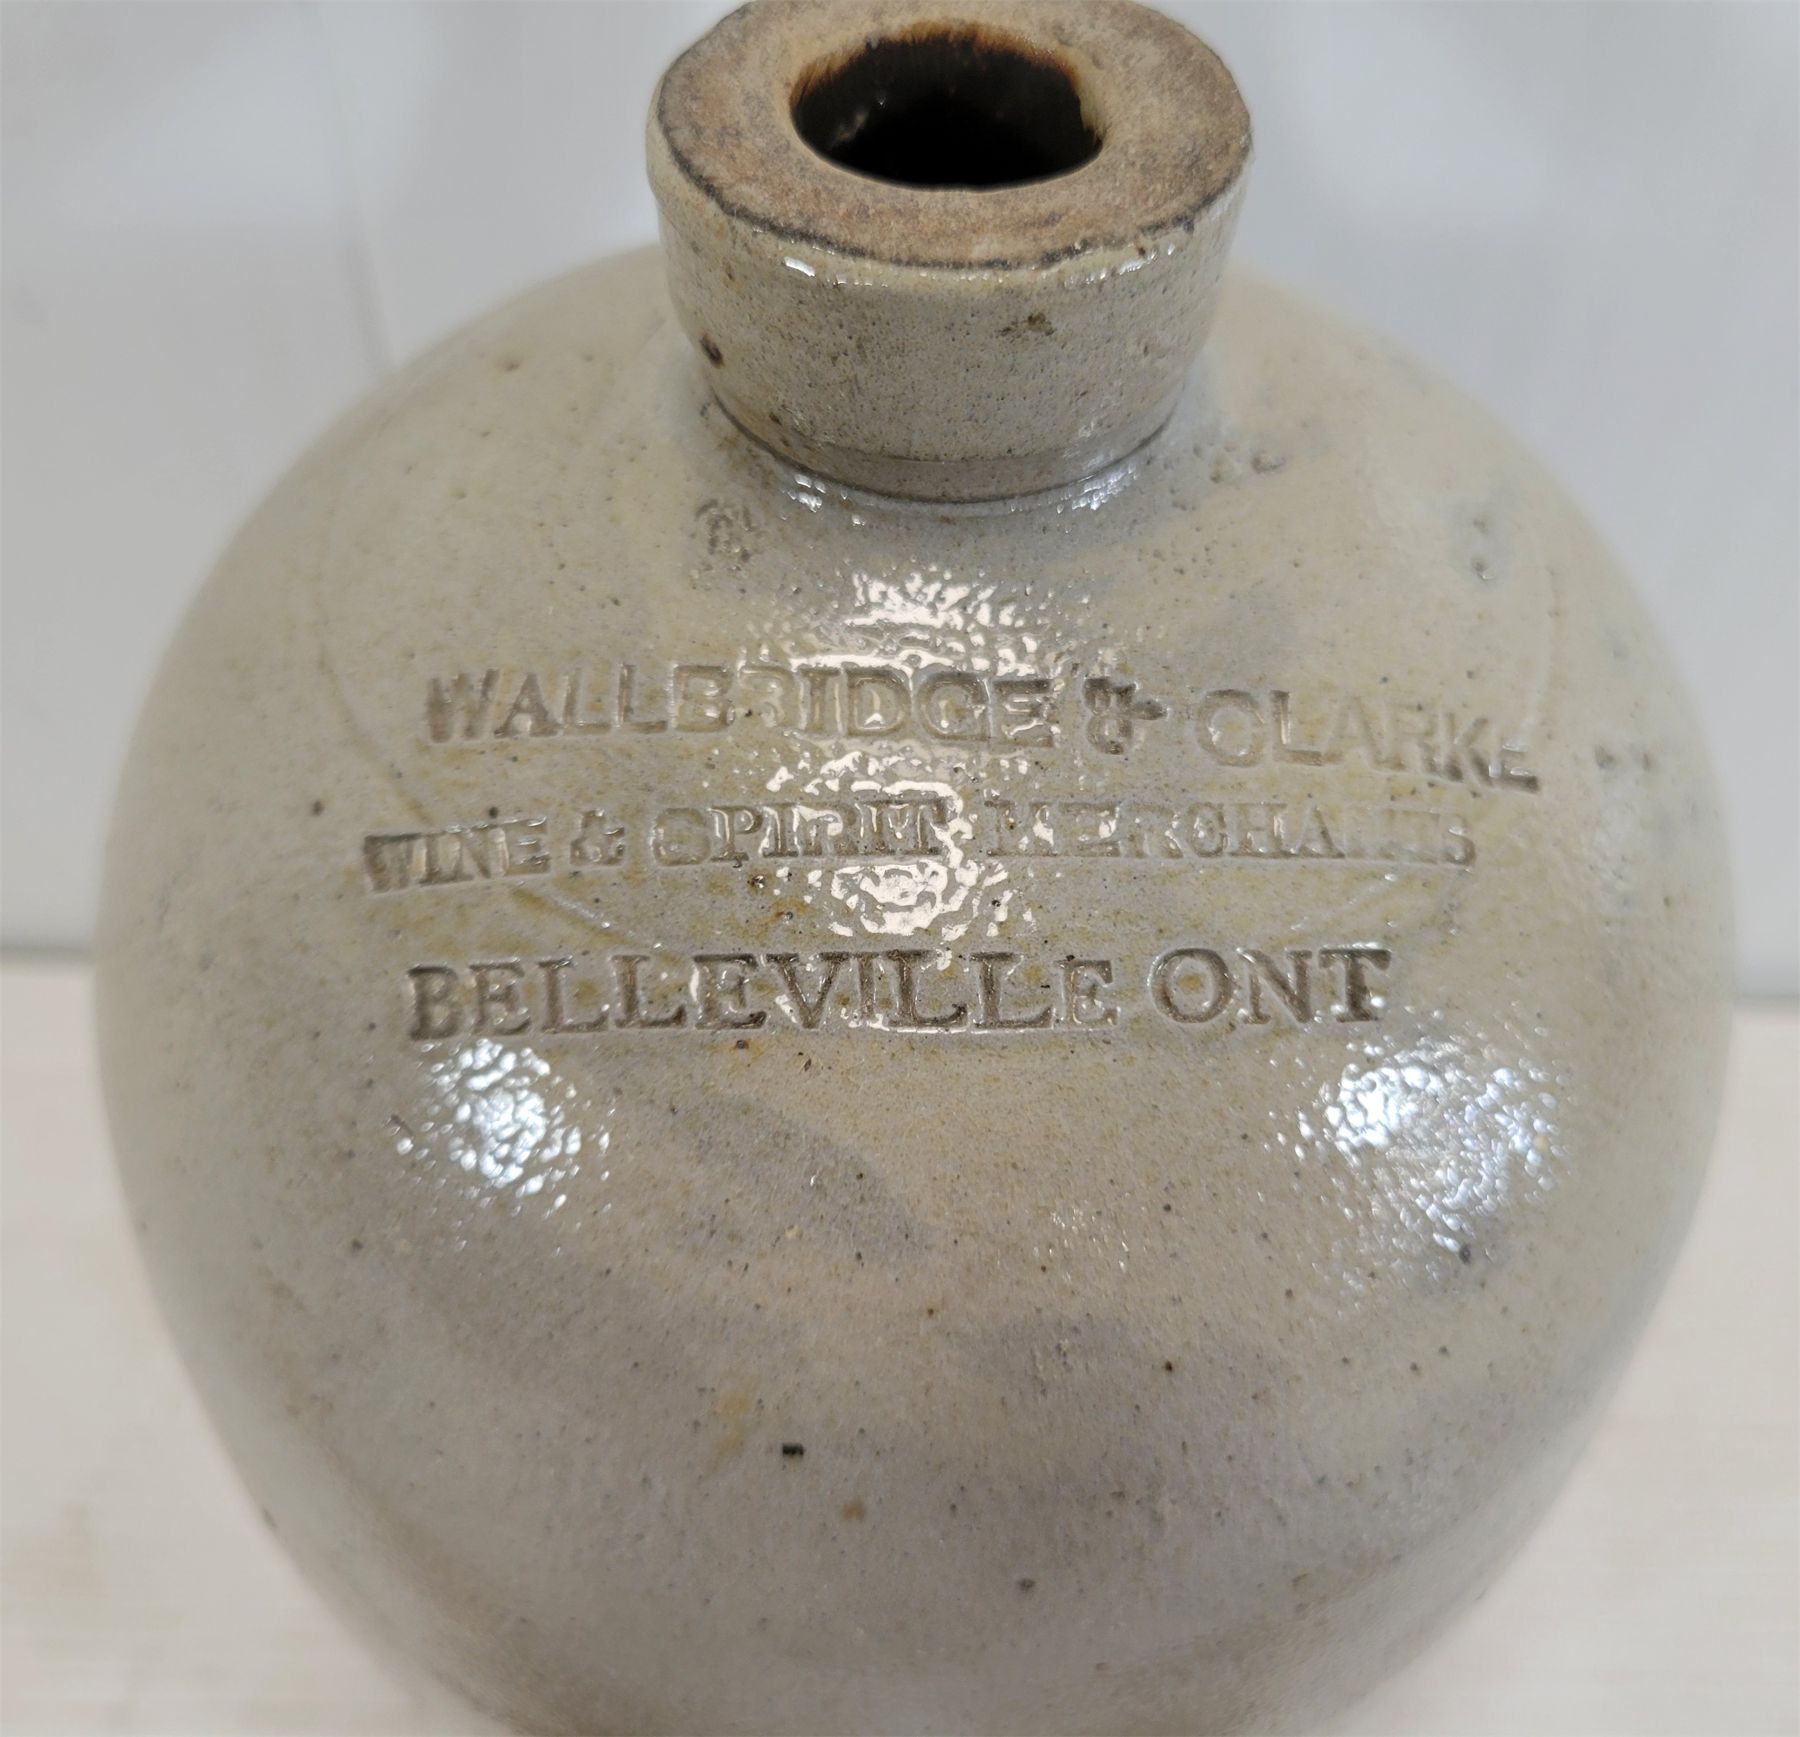 WALLBRIDGE & CLARKE
WINE & SPIRIT MERCHANTS
BELLEVILLE ONT